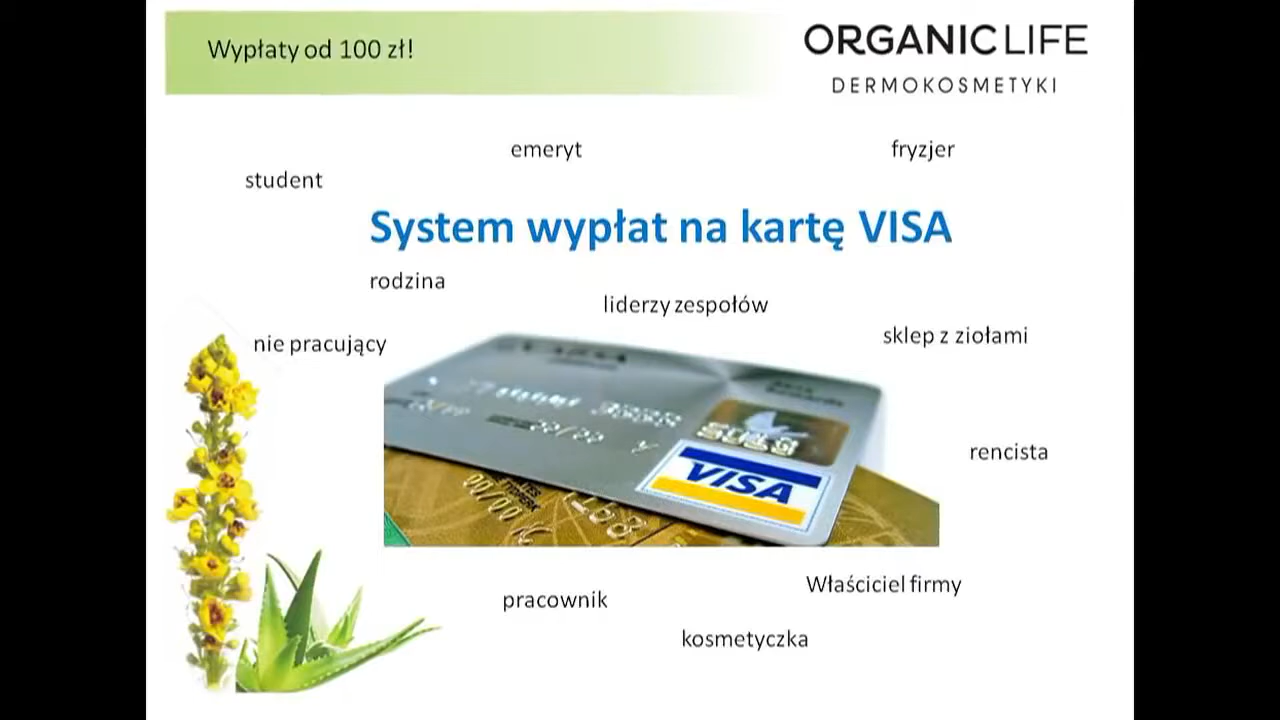 Wypłaty od 100 zł!
ORGANIC LIFE
DERMOKOSMETYKI
emeryt
fryzjer
student
System wypłat na kartę VISA
rodzina
liderzy zespołów
sklep z ziołami
nie pracujący
VISA
rencista
Właściciel firmy
pracownik
kosmetyczka